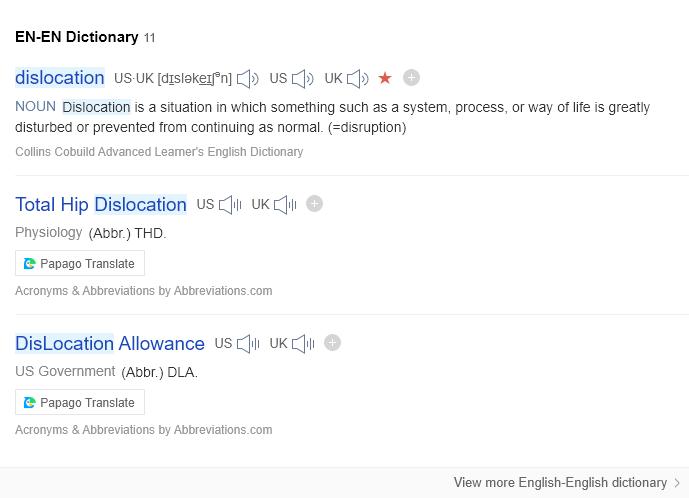 EN-EN Dictionary 11
dislocation US·UK [dɪsləkeɪʃᵊn] US UK
NOUN Dislocation is a situation in which something such as a system, process, or way of life is greatly
disturbed or prevented from continuing as normal. (=disruption)
Collins Cobuild Advanced Learner's English Dictionary
Total Hip Dislocation US UK
Physiology (Abbr.) THD.
Papago Translate
Acronyms & Abbreviations by Abbreviations.com
DisLocation Allowance US UK
US Government (Abbr.) DLA.
Papago Translate
Acronyms & Abbreviations by Abbreviations.com
View more English-English dictionary